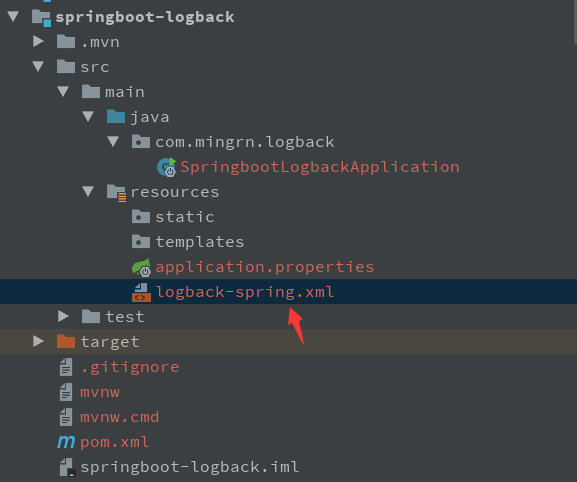 springboot-logback
.mvn
src
main
java
com.mingrn.logback
SpringbootLogbackApplication
resources
static
templates
application.properties
logback-spring.xml
test
target
.gitignore
mvnw
mvnw.cmd
pom.xml
springboot-logback.iml